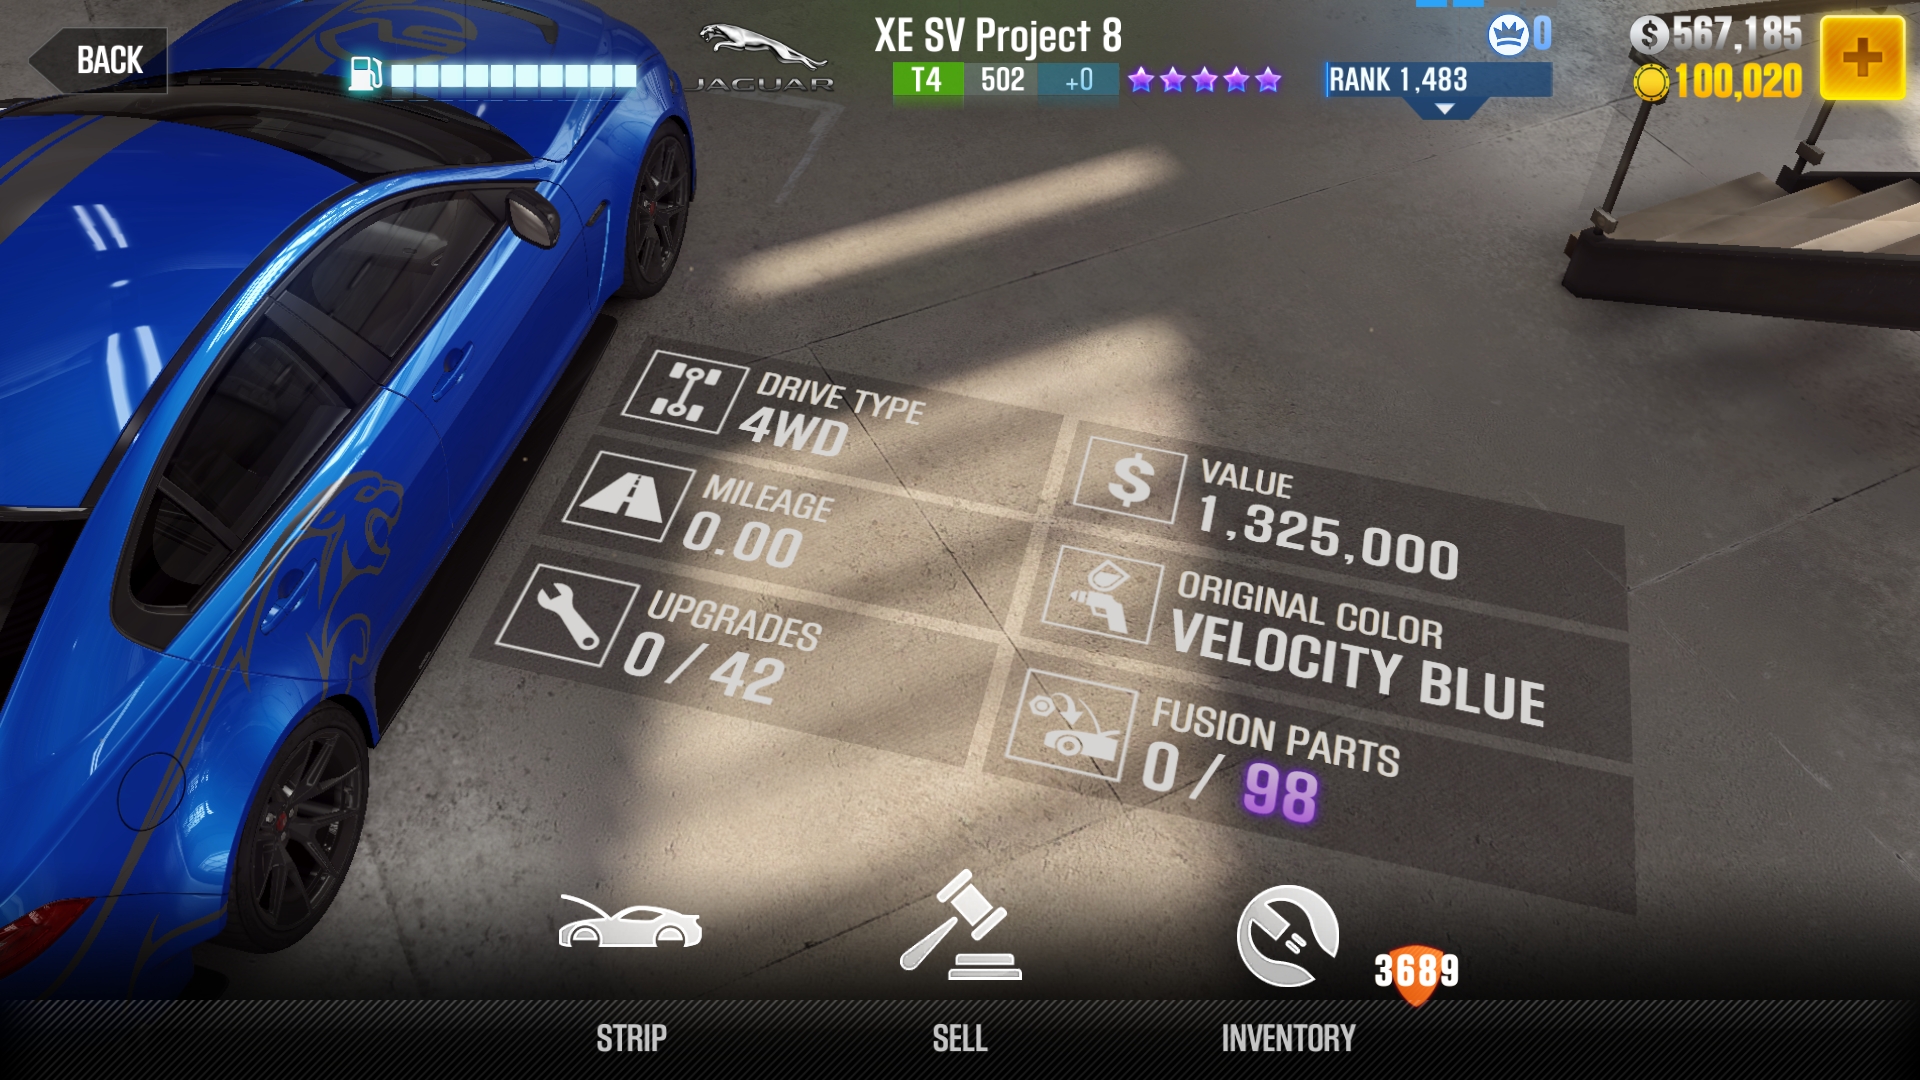 BACK
JAGUAR
XE SV Project 8
T4 502 +0
RANK 1,483
0
567,185
100,020
DRIVE TYPE
4WD
MILEAGE
0.00
UPGRADES
0 / 42
VALUE
1,325,000
ORIGINAL COLOR
VELOCITY BLUE
FUSION PARTS
0 / 98
3689
STRIP
SELL
INVENTORY